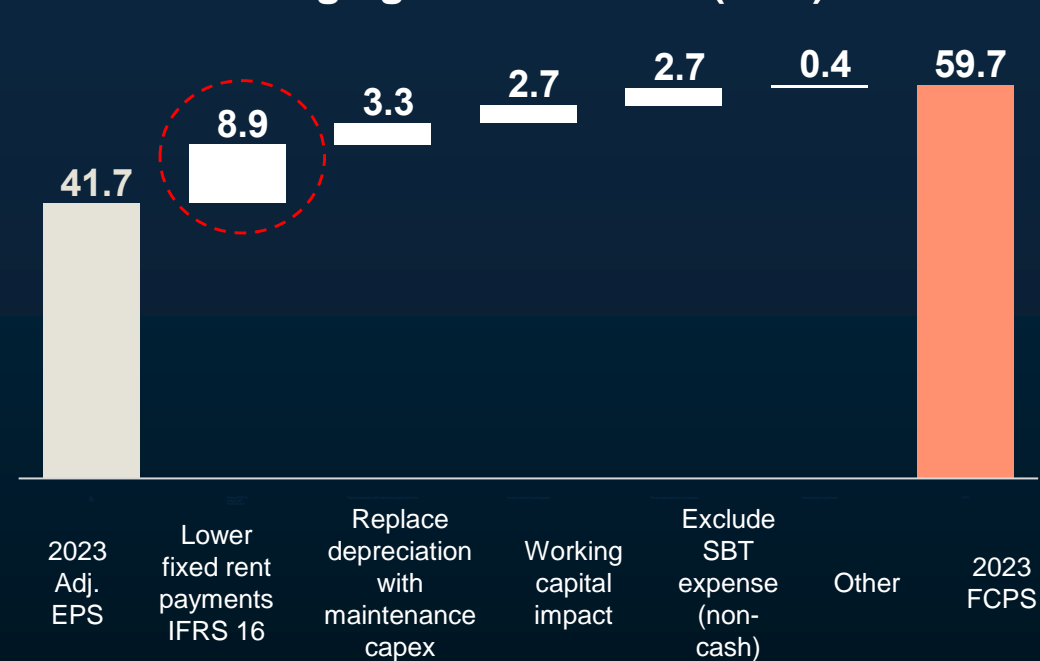 41.7
8.9
3.3
2.7
2.7
0.4
59.7
2023
Adj.
EPS
Lower
fixed rent
payments
IFRS 16
Replace
depreciation
with
maintenance
capex
Working
capital
impact
Exclude
SBT
expense
(non-
cash)
Other
2023
FCPS